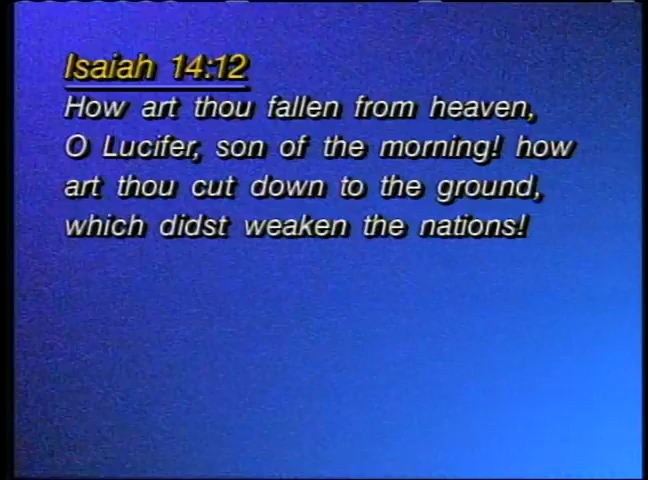 Isaiah 14:12
How art thou fallen from heaven,
O Lucifer, son of the morning! how
art thou cut down to the ground,
which didst weaken the nations!